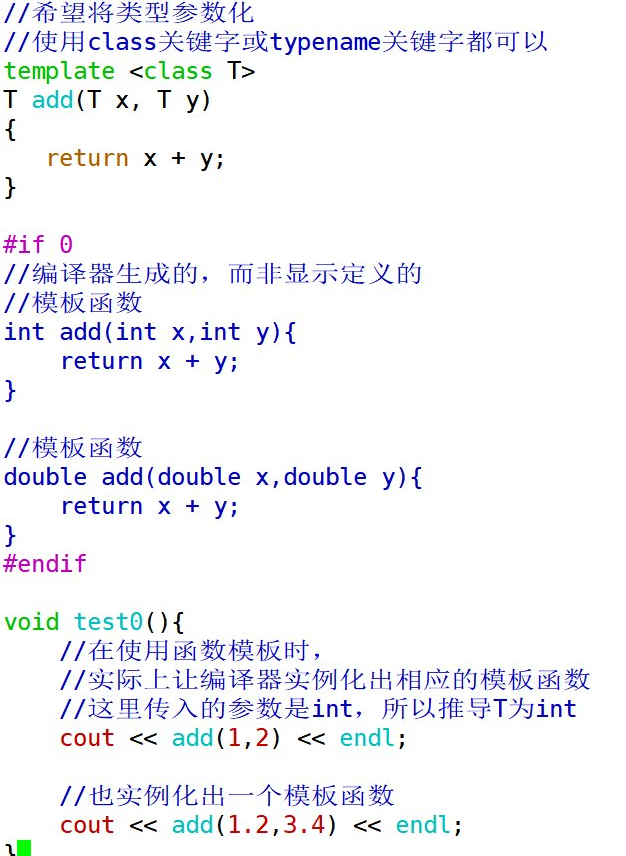 //希望将类型参数化
//使用class关键字或typename关键字都可以
template <class T>
T add(T x, T y)
{
   return x + y;
}

#if 0
//编译器生成的，而非显示定义的
//模板函数
int add(int x,int y){
    return x + y;
}

//模板函数
double add(double x,double y){
    return x + y;
}
#endif

void test0(){
    //在使用函数模板时，
    //实际上让编译器实例化出相应的模板函数
    //这里传入的参数是int，所以推导T为int
    cout << add(1,2) << endl;

    //也实例化出一个模板函数
    cout << add(1.2,3.4) << endl;
}